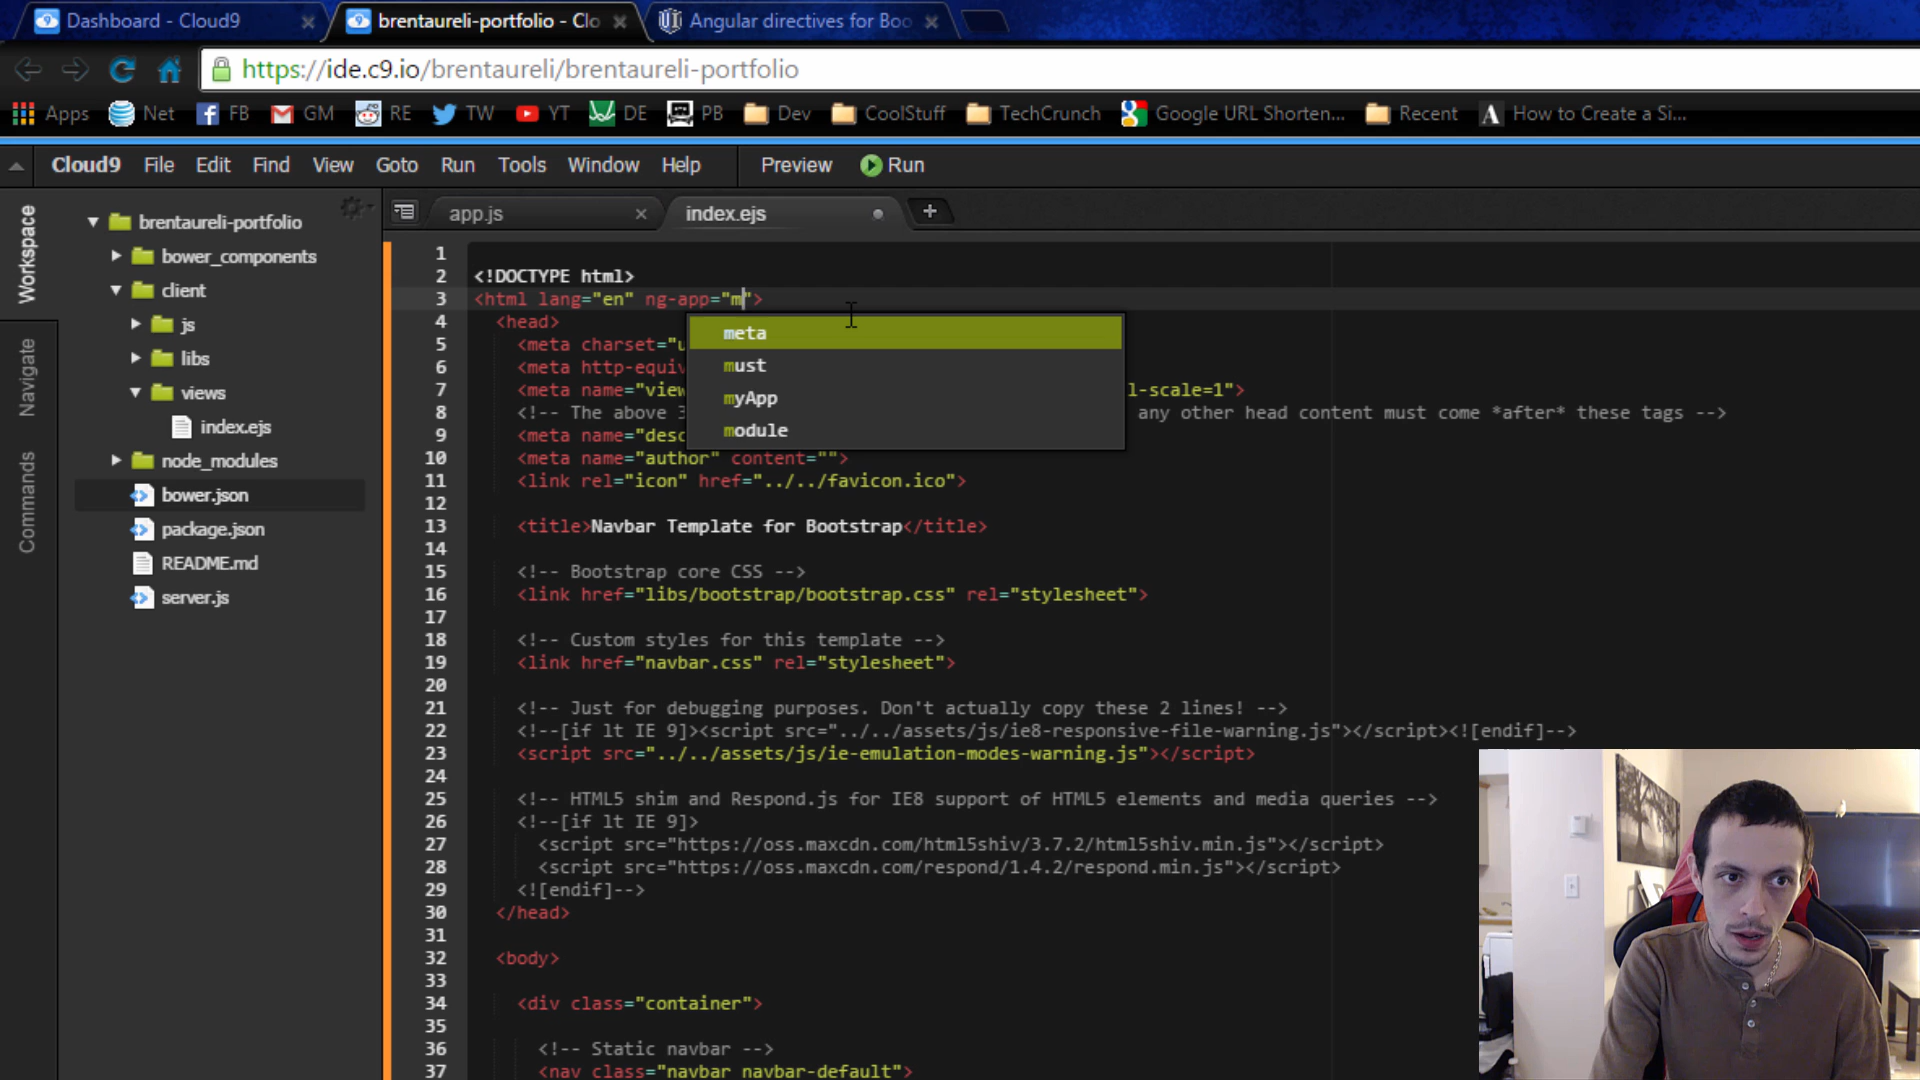 Dashboard - Cloud9
brentaureli-portfolio - Clo
Angular directives for Boo
https://ide.c9.io/brentaureli/brentaureli-portfolio
Apps Net FB GM RE TW YT DE PB Dev CoolStuff TechCrunch Google URL Shorten... Recent A How to Create a Si...
Cloud9 File Edit Find View Goto Run Tools Window Help Preview Run
Workspace
Navigate
Commands
brentaureli-portfolio
bower_components
client
js
libs
views
index.ejs
node_modules
bower.json
package.json
README.md
server.js
app.js
index.ejs
1
2 <!DOCTYPE html>
3 <html lang="en" ng-app="m">
4 <head>
5 <meta charset="u
6 <meta http-equiv
7 <meta name="view l-scale=1">
8 <!-- The above 3 any other head content must come *after* these tags -->
9 <meta name="desc
10 <meta name="author" content="">
11 <link rel="icon" href="../../favicon.ico">
12
13 <title>Navbar Template for Bootstrap</title>
14
15 <!-- Bootstrap core CSS -->
16 <link href="libs/bootstrap/bootstrap.css" rel="stylesheet">
17
18 <!-- Custom styles for this template -->
19 <link href="navbar.css" rel="stylesheet">
20
21 <!-- Just for debugging purposes. Don't actually copy these 2 lines! -->
22 <!--[if lt IE 9]><script src="../../assets/js/ie8-responsive-file-warning.js"></script><![endif]-->
23 <script src="../../assets/js/ie-emulation-modes-warning.js"></script>
24
25 <!-- HTML5 shim and Respond.js for IE8 support of HTML5 elements and media queries -->
26 <!--[if lt IE 9]>
27 <script src="https://oss.maxcdn.com/html5shiv/3.7.2/html5shiv.min.js"></script>
28 <script src="https://oss.maxcdn.com/respond/1.4.2/respond.min.js"></script>
29 <![endif]-->
30 </head>
31
32 <body>
33
34 <div class="container">
35
36 <!-- Static navbar -->
37 <nav class="navbar navbar-default">
meta
must
myApp
module